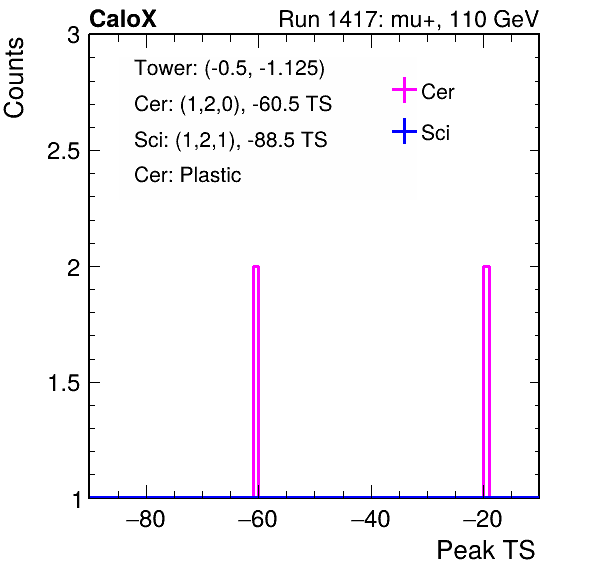 CaloX Run 1417: mu+, 110 GeV
Counts
3
2.5
2
1.5
1
Tower: (-0.5, -1.125)
Cer: (1,2,0), -60.5 TS
Sci: (1,2,1), -88.5 TS
Cer: Plastic
Cer
Sci
−80 −60 −40 −20
Peak TS